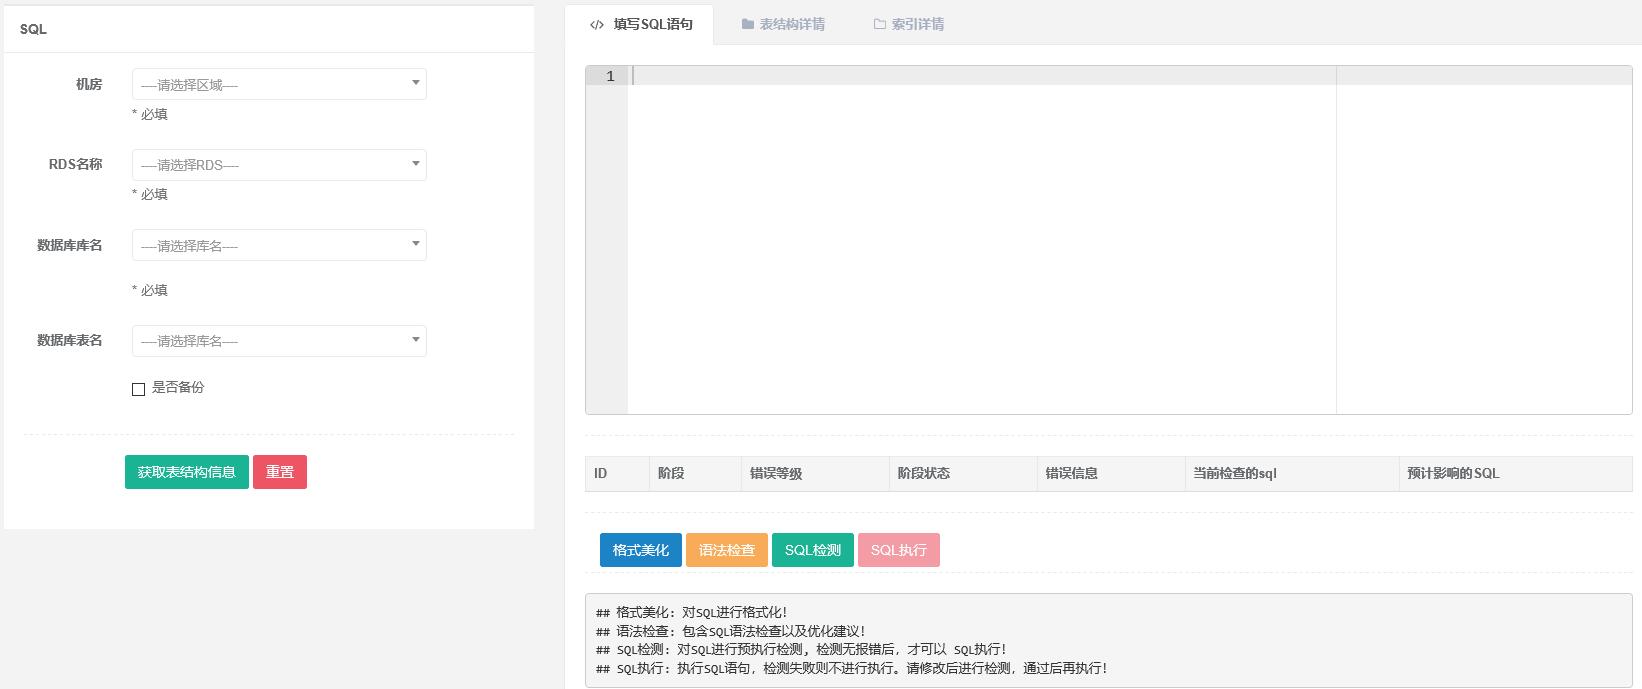 SQL
机房
----请选择区域----
* 必填
RDS名称
----请选择RDS----
* 必填
数据库库名
----请选择库名----
* 必填
数据库表名
----请选择库名----
是否备份
获取表结构信息 重置
</> 填写SQL语句 表结构详情 索引详情
1
ID 阶段 错误等级 阶段状态 错误信息 当前检查的sql 预计影响的SQL
格式美化 语法检查 SQL检测 SQL执行
## 格式美化: 对SQL进行格式化!
## 语法检查: 包含SQL语法检查以及优化建议!
## SQL检测: 对SQL进行预执行检测, 检测无报错后, 才可以 SQL执行!
## SQL执行: 执行SQL语句, 检测失败则不进行执行。请修改后进行检测, 通过后再执行!